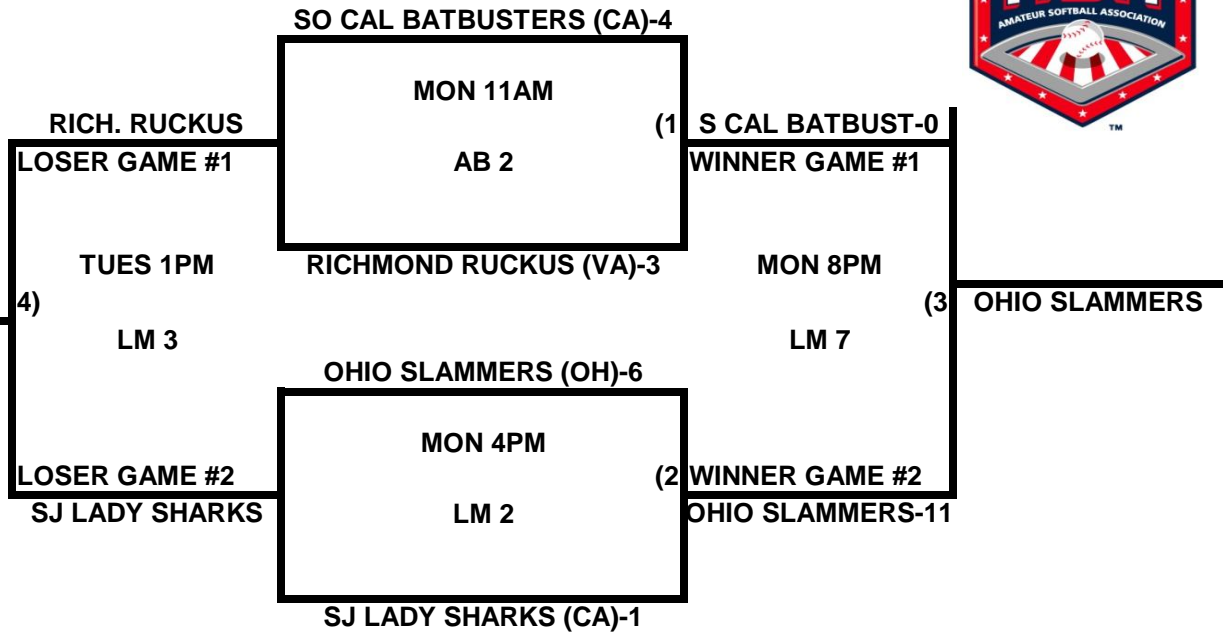 SO CAL BATBUSTERS (CA)-4
AMATEUR SOFTBALL ASSOCIATION
TM
MON 11AM
RICH. RUCKUS
(1
S CAL BATBUST-0
LOSER GAME #1
AB 2
WINNER GAME #1
TUES 1PM
RICHMOND RUCKUS (VA)-3
MON 8PM
4)
(3
OHIO SLAMMERS
LM 3
LM 7
OHIO SLAMMERS (OH)-6
MON 4PM
LOSER GAME #2
(2
WINNER GAME #2
SJ LADY SHARKS
LM 2
OHIO SLAMMERS-11
SJ LADY SHARKS (CA)-1